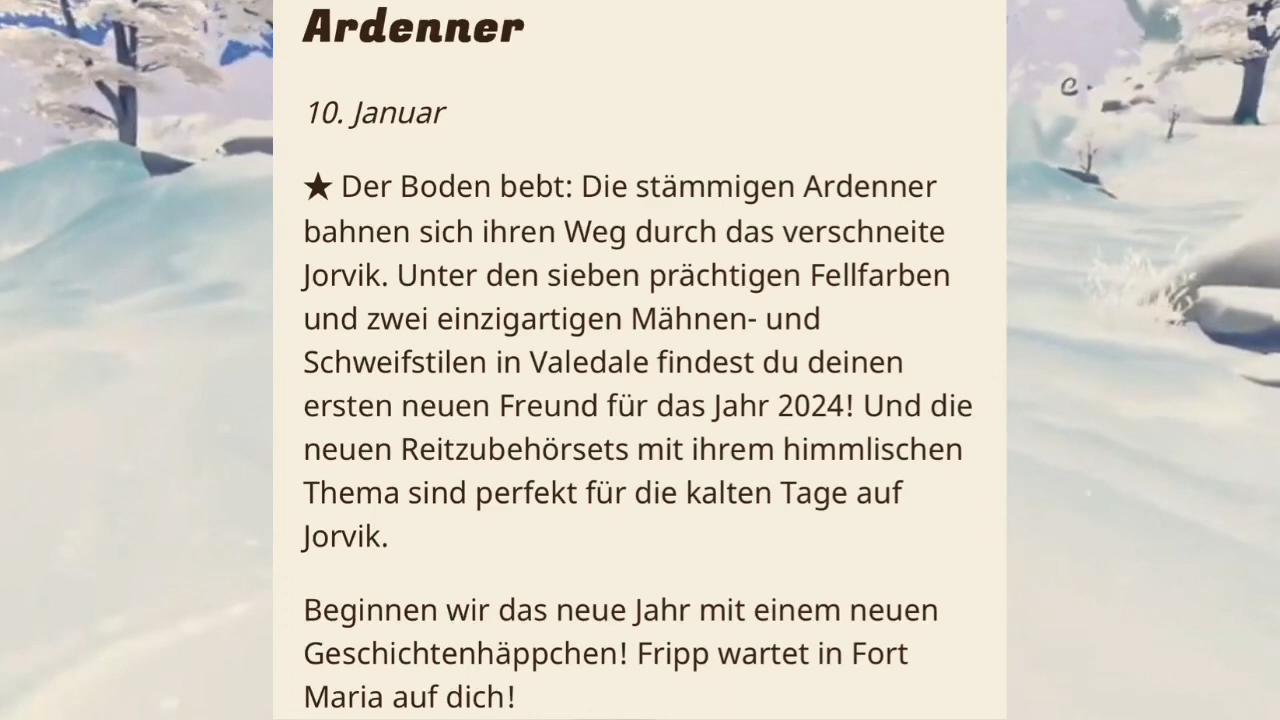 Ardenner
10. Januar
★ Der Boden bebt: Die stämmigen Ardenner
bahnen sich ihren Weg durch das verschneite
Jorvik. Unter den sieben prächtigen Fellfarben
und zwei einzigartigen Mähnen- und
Schweifstilen in Valedale findest du deinen
ersten neuen Freund für das Jahr 2024! Und die
neuen Reitzubehörsets mit ihrem himmlischen
Thema sind perfekt für die kalten Tage auf
Jorvik.
Beginnen wir das neue Jahr mit einem neuen
Geschichtenhäppchen! Fripp wartet in Fort
Maria auf dich!